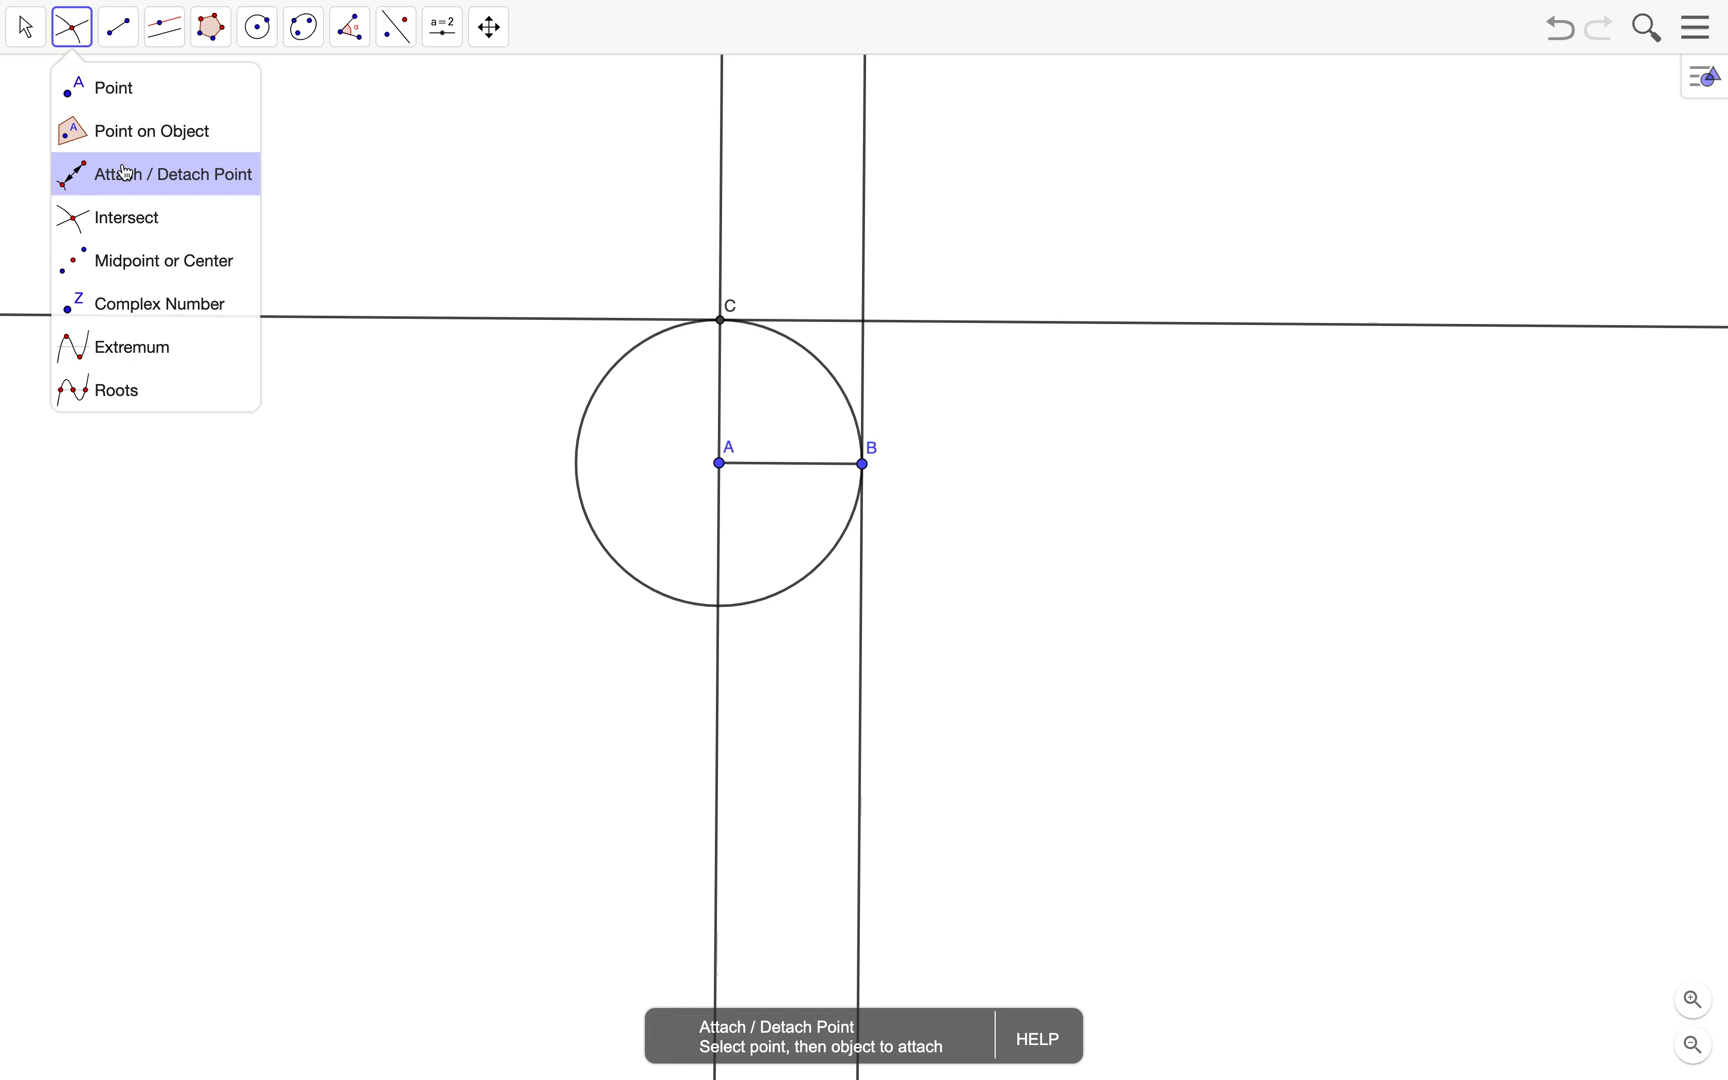 a=2
α
A Point
A Point on Object
Attach / Detach Point
Intersect
Midpoint or Center
Z Complex Number
Extremum
Roots
C
A
B
Attach / Detach Point
Select point, then object to attach
HELP